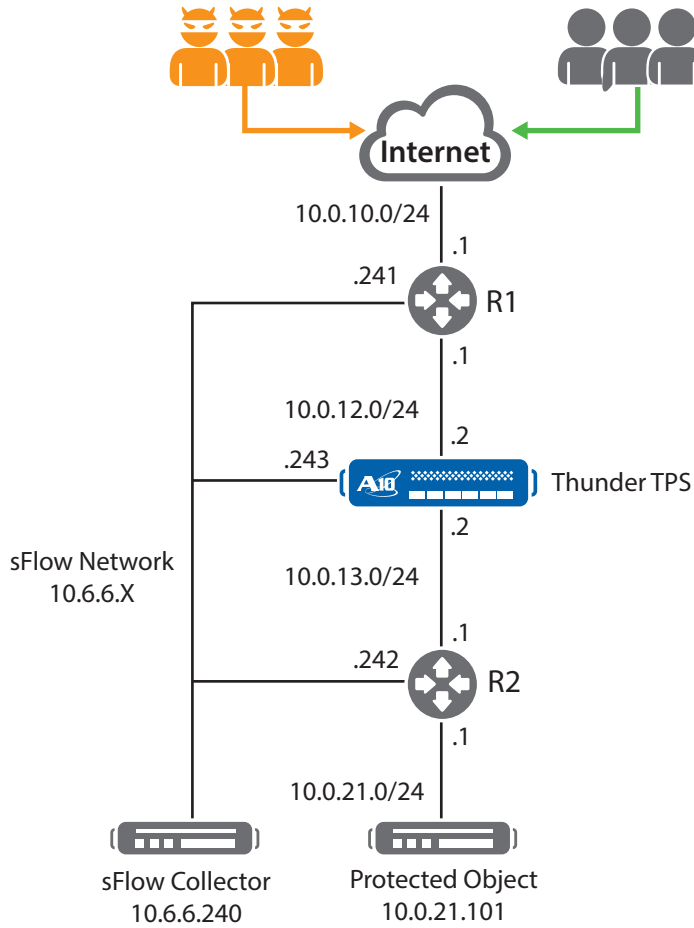 Internet
10.0.10.0/24
.1
.241
R1
.1
10.0.12.0/24
.2
.243
A10
Thunder TPS
.2
sFlow Network
10.6.6.X
10.0.13.0/24
.1
.242
R2
.1
10.0.21.0/24
sFlow Collector
10.6.6.240
Protected Object
10.0.21.101